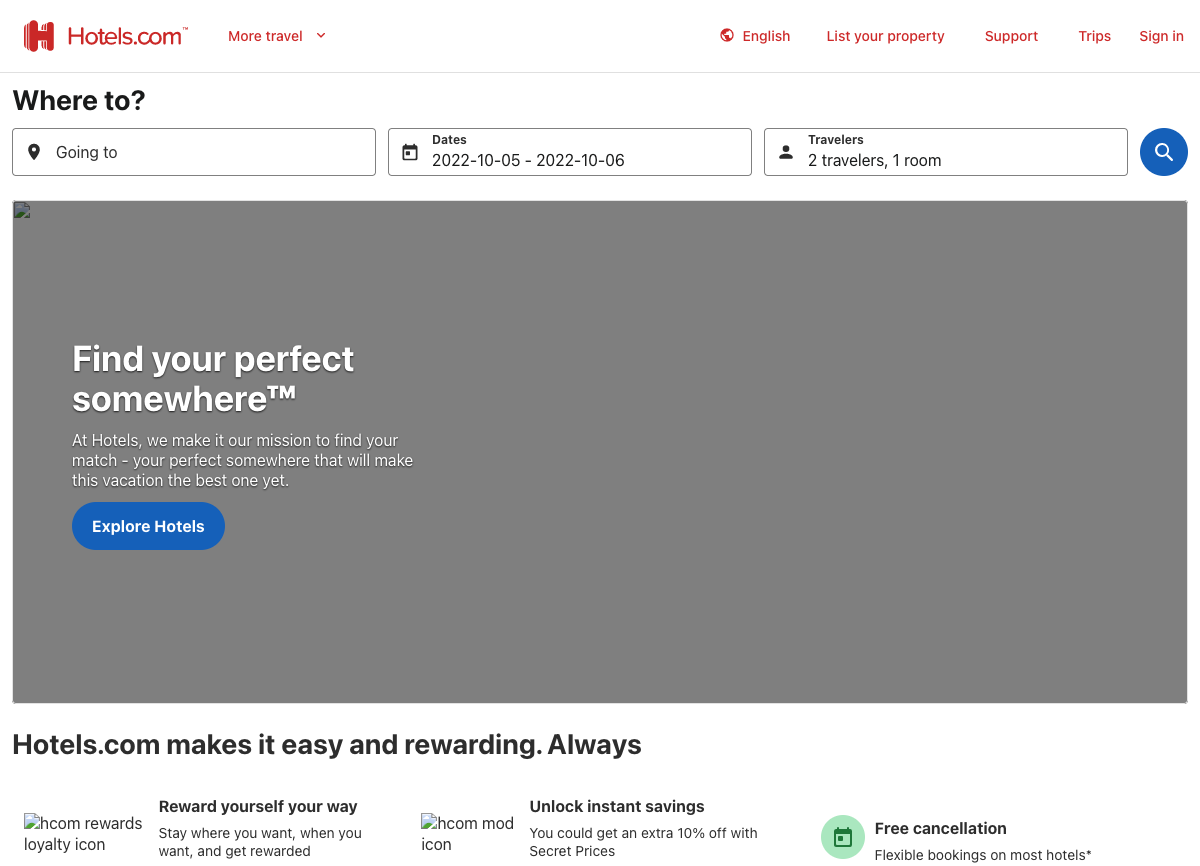 Hotels.com™
More travel
English
List your property
Support
Trips
Sign in
Where to?
Going to
Dates
2022-10-05 - 2022-10-06
Travelers
2 travelers, 1 room
Find your perfect
somewhere™
At Hotels, we make it our mission to find your
match - your perfect somewhere that will make
this vacation the best one yet.
Explore Hotels
Hotels.com makes it easy and rewarding. Always
hcom rewards
loyalty icon
Reward yourself your way
Stay where you want, when you
want, and get rewarded
hcom mod
icon
Unlock instant savings
You could get an extra 10% off with
Secret Prices
Free cancellation
Flexible bookings on most hotels*